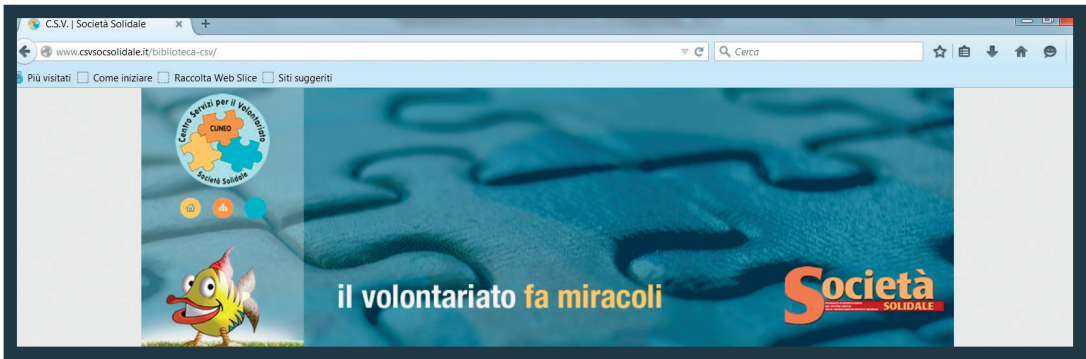 C.S.V. | Società Solidale
www.csvsocsolidale.it/biblioteca-csv/
Cerca
Più visitati
Come iniziare
Raccolta Web Slice
Siti suggeriti
Centro Servizi per il Volontariato
CUNEO
Società Solidale
il volontariato fa miracoli
Società
SOLIDALE